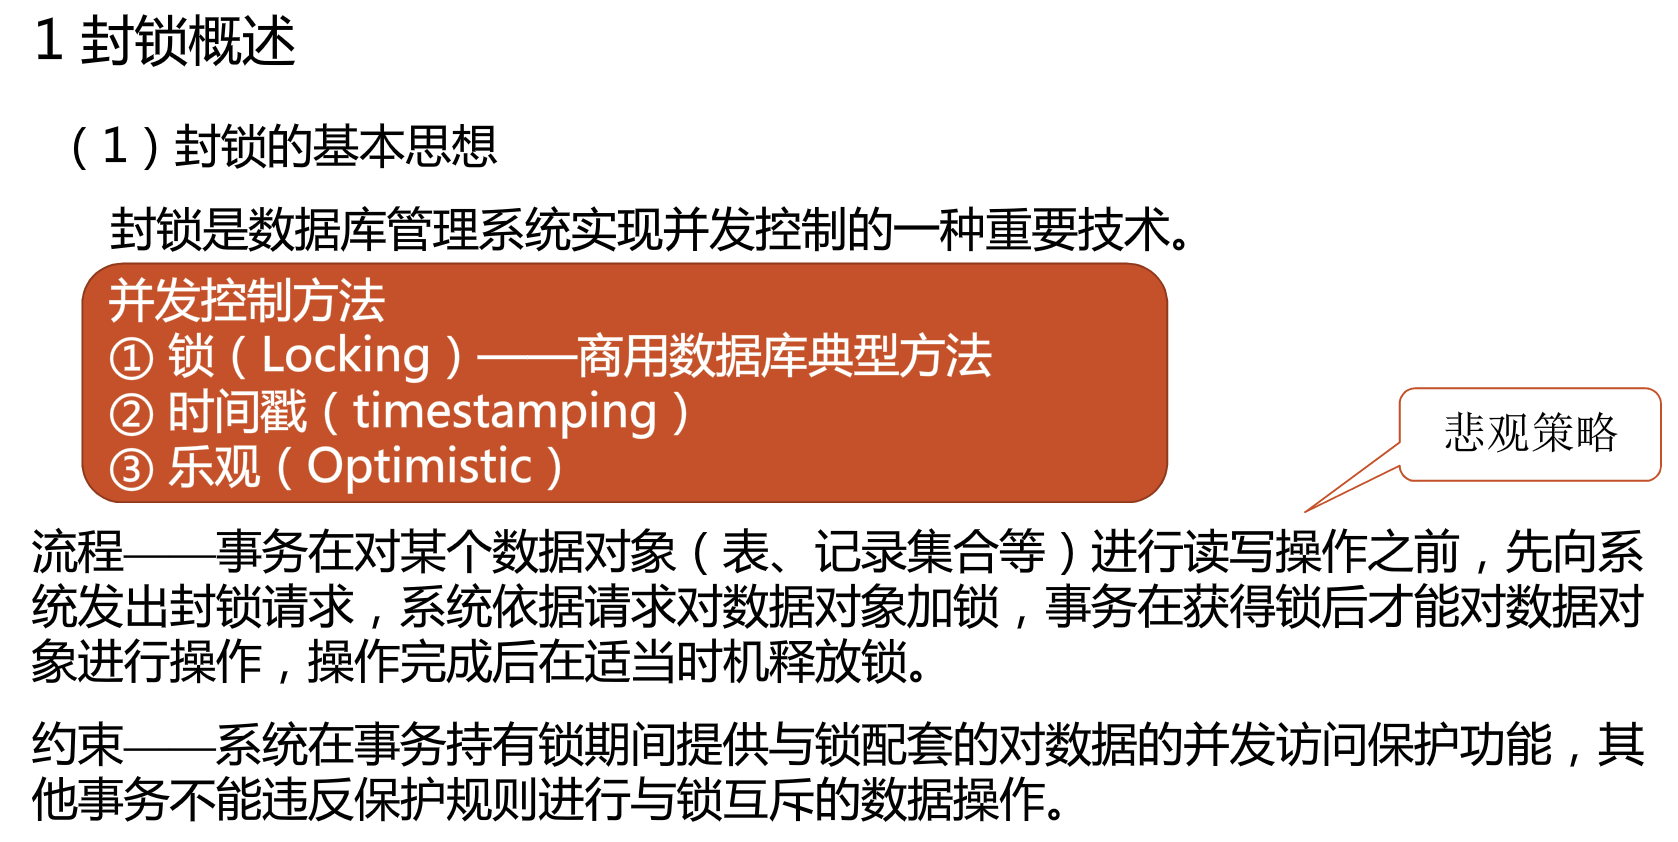 1 封锁概述
（1）封锁的基本思想
封锁是数据库管理系统实现并发控制的一种重要技术。
并发控制方法
① 锁（Locking）——商用数据库典型方法
② 时间戳（timestamping）
③ 乐观（Optimistic）
悲观策略
流程——事务在对某个数据对象（表、记录集合等）进行读写操作之前，先向系
统发出封锁请求，系统依据请求对数据对象加锁，事务在获得锁后才能对数据对
象进行操作，操作完成后在适当时机释放锁。
约束——系统在事务持有锁期间提供与锁配套的对数据的并发访问保护功能，其
他事务不能违反保护规则进行与锁互斥的数据操作。